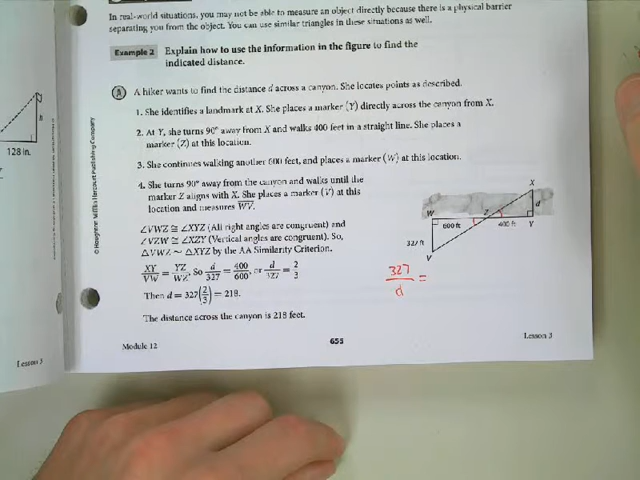 In real-world situations, you may not be able to measure an object directly because there is a physical barrier
separating you from the object. You can use similar triangles in these situations as well.
Example 2 Explain how to use the information in the figure to find the
indicated distance.
A A hiker wants to find the distance d across a canyon. She locates points as described.
1. She identifies a landmark at X. She places a marker (Y) directly across the canyon from X.
2. At Y, she turns 90° away from X and walks 400 feet in a straight line. She places a
marker (Z) at this location.
3. She continues walking another 600 feet, and places a marker (W) at this location.
4. She turns 90° away from the canyon and walks until the
marker Z aligns with X. She places a marker (V) at this
location and measures WV.
∠VWZ ≅ ∠XYZ (All right angles are congruent) and
∠VZW ≅ ∠XZY (Vertical angles are congruent). So,
△VWZ ~ △XYZ by the AA Similarity Criterion.
XY/VW = YZ/WZ, So d/327 = 400/600, or d/327 = 2/3
Then d = 327(2/3) = 218.
The distance across the canyon is 218 feet.
X
d
W
Z
600 ft
400 ft
Y
327 ft
V
327/d =
Module 12
653
Lesson 3
© Houghton Mifflin Harcourt Publishing Company
h
128 in.
Lesson 3